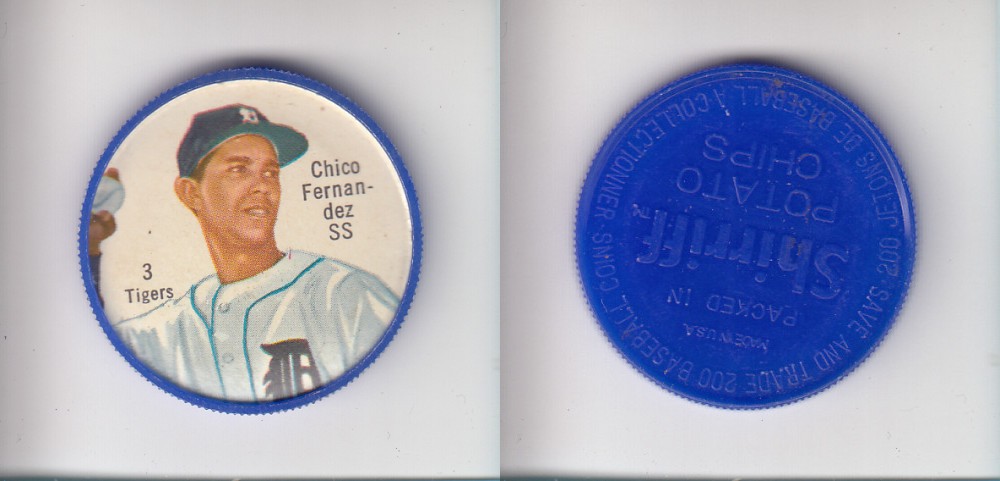 D
Chico
Fernan-
dez
SS
3
Tigers
D
SAVE AND TRADE 200 BASEBALL COINS-
200 JETONS DE BASEBALL A COLLECTIONNER
MADE IN U.S.A.
PACKED IN
Shirriff
POTATO
CHIPS